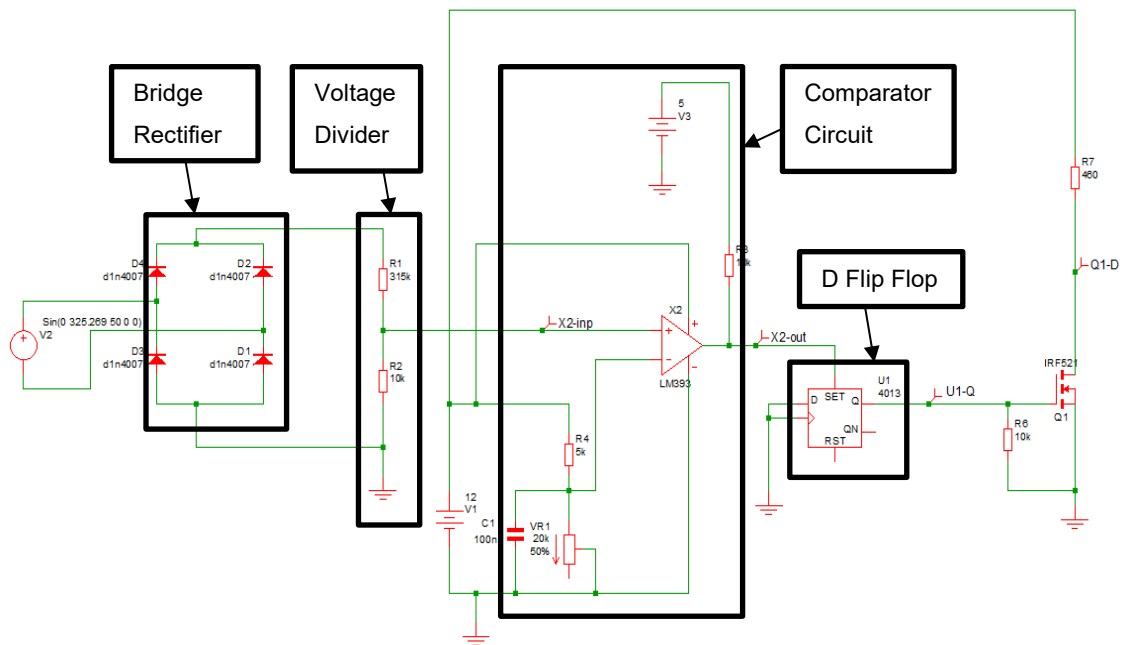 Bridge
Rectifier
Voltage
Divider
Comparator
Circuit
D Flip Flop
5
V3
R7
460
D4
d1n4007
D2
d1n4007
R1
315k
Q1-D
Sin(0 325.269 50 0 0)
V2
X2-inp
X2
+
+
-
-
LM393
X2-out
D3
d1n4007
D1
d1n4007
R2
10k
IRF521
Q1
U1
4013
SET
D
Q
QN
RST
U1-Q
R6
10k
R4
5k
12
V1
C1
100n
VR1
20k
50%